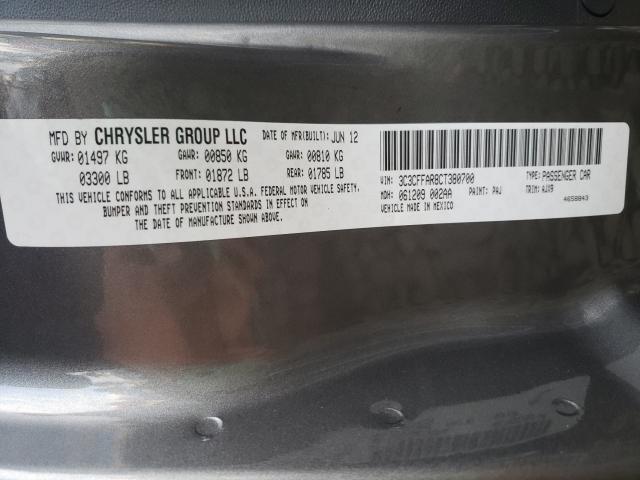 MFD BY CHRYSLER GROUP LLC DATE OF MFR(BUILT): JUN 12
GVWR: 01497 KG GAWR: 00850 KG GAWR: 00810 KG
03300 LB FRONT: 01872 LB REAR: 01785 LB
THIS VEHICLE CONFORMS TO ALL APPLICABLE U.S.A. FEDERAL MOTOR VEHICLE SAFETY,
BUMPER AND THEFT PREVENTION STANDARDS IN EFFECT ON
THE DATE OF MANUFACTURE SHOWN ABOVE.
VIN: 3C3CFFAR8CT380700 TYPE: PASSENGER CAR
MDH: 061209 002AA PAINT: PAJ TRIM: AJX9
VEHICLE MADE IN MEXICO 4658843